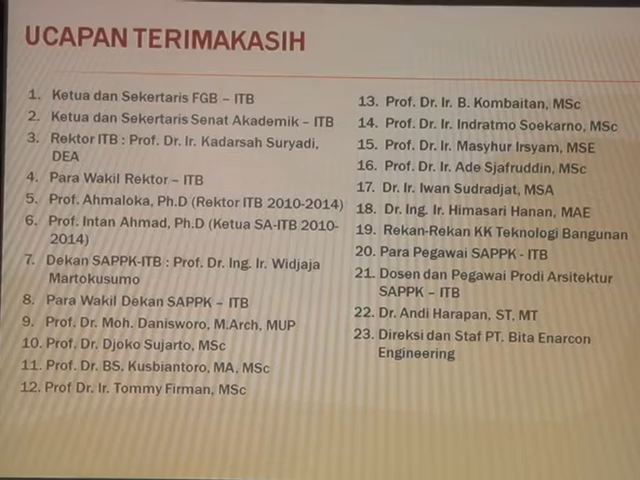 UCAPAN TERIMAKASIH
1. Ketua dan Sekertaris FGB – ITB
2. Ketua dan Sekertaris Senat Akademik – ITB
3. Rektor ITB : Prof. Dr. Ir. Kadarsah Suryadi,
DEA
4. Para Wakil Rektor – ITB
5. Prof. Ahmaloka, Ph.D (Rektor ITB 2010-2014)
6. Prof. Intan Ahmad, Ph.D (Ketua SA-ITB 2010-
2014)
7. Dekan SAPPK-ITB : Prof. Dr. Ing. Ir. Widjaja
Martokusumo
8. Para Wakil Dekan SAPPK – ITB
9. Prof. Dr. Moh. Danisworo, M.Arch, MUP
10. Prof, Dr. Djoko Sujarto, MSc
11. Prof. Dr. BS. Kusbiantoro, MA, MSc
12. Prof Dr. Ir. Tommy Firman, MSc
13. Prof. Dr. Ir. B. Kombaitan, MSc
14. Prof. Dr. Ir. Indratmo Soekarno, MSc
15. Prof. Dr. Ir. Masyhur Irsyam, MSE
16. Prof. Dr. Ir. Ade Sjafruddin, MSc
17. Dr. Ir. Iwan Sudradjat, MSA
18. Dr. Ing. Ir. Himasari Hanan, MAE
19. Rekan-Rekan KK Teknologi Bangunan
20. Para Pegawai SAPPK - ITB
21. Dosen dan Pegawai Prodi Arsitektur
SAPPK – ITB
22. Dr. Andi Harapan, ST, MT
23. Direksi dan Staf PT. Bita Enarcon
Engineering